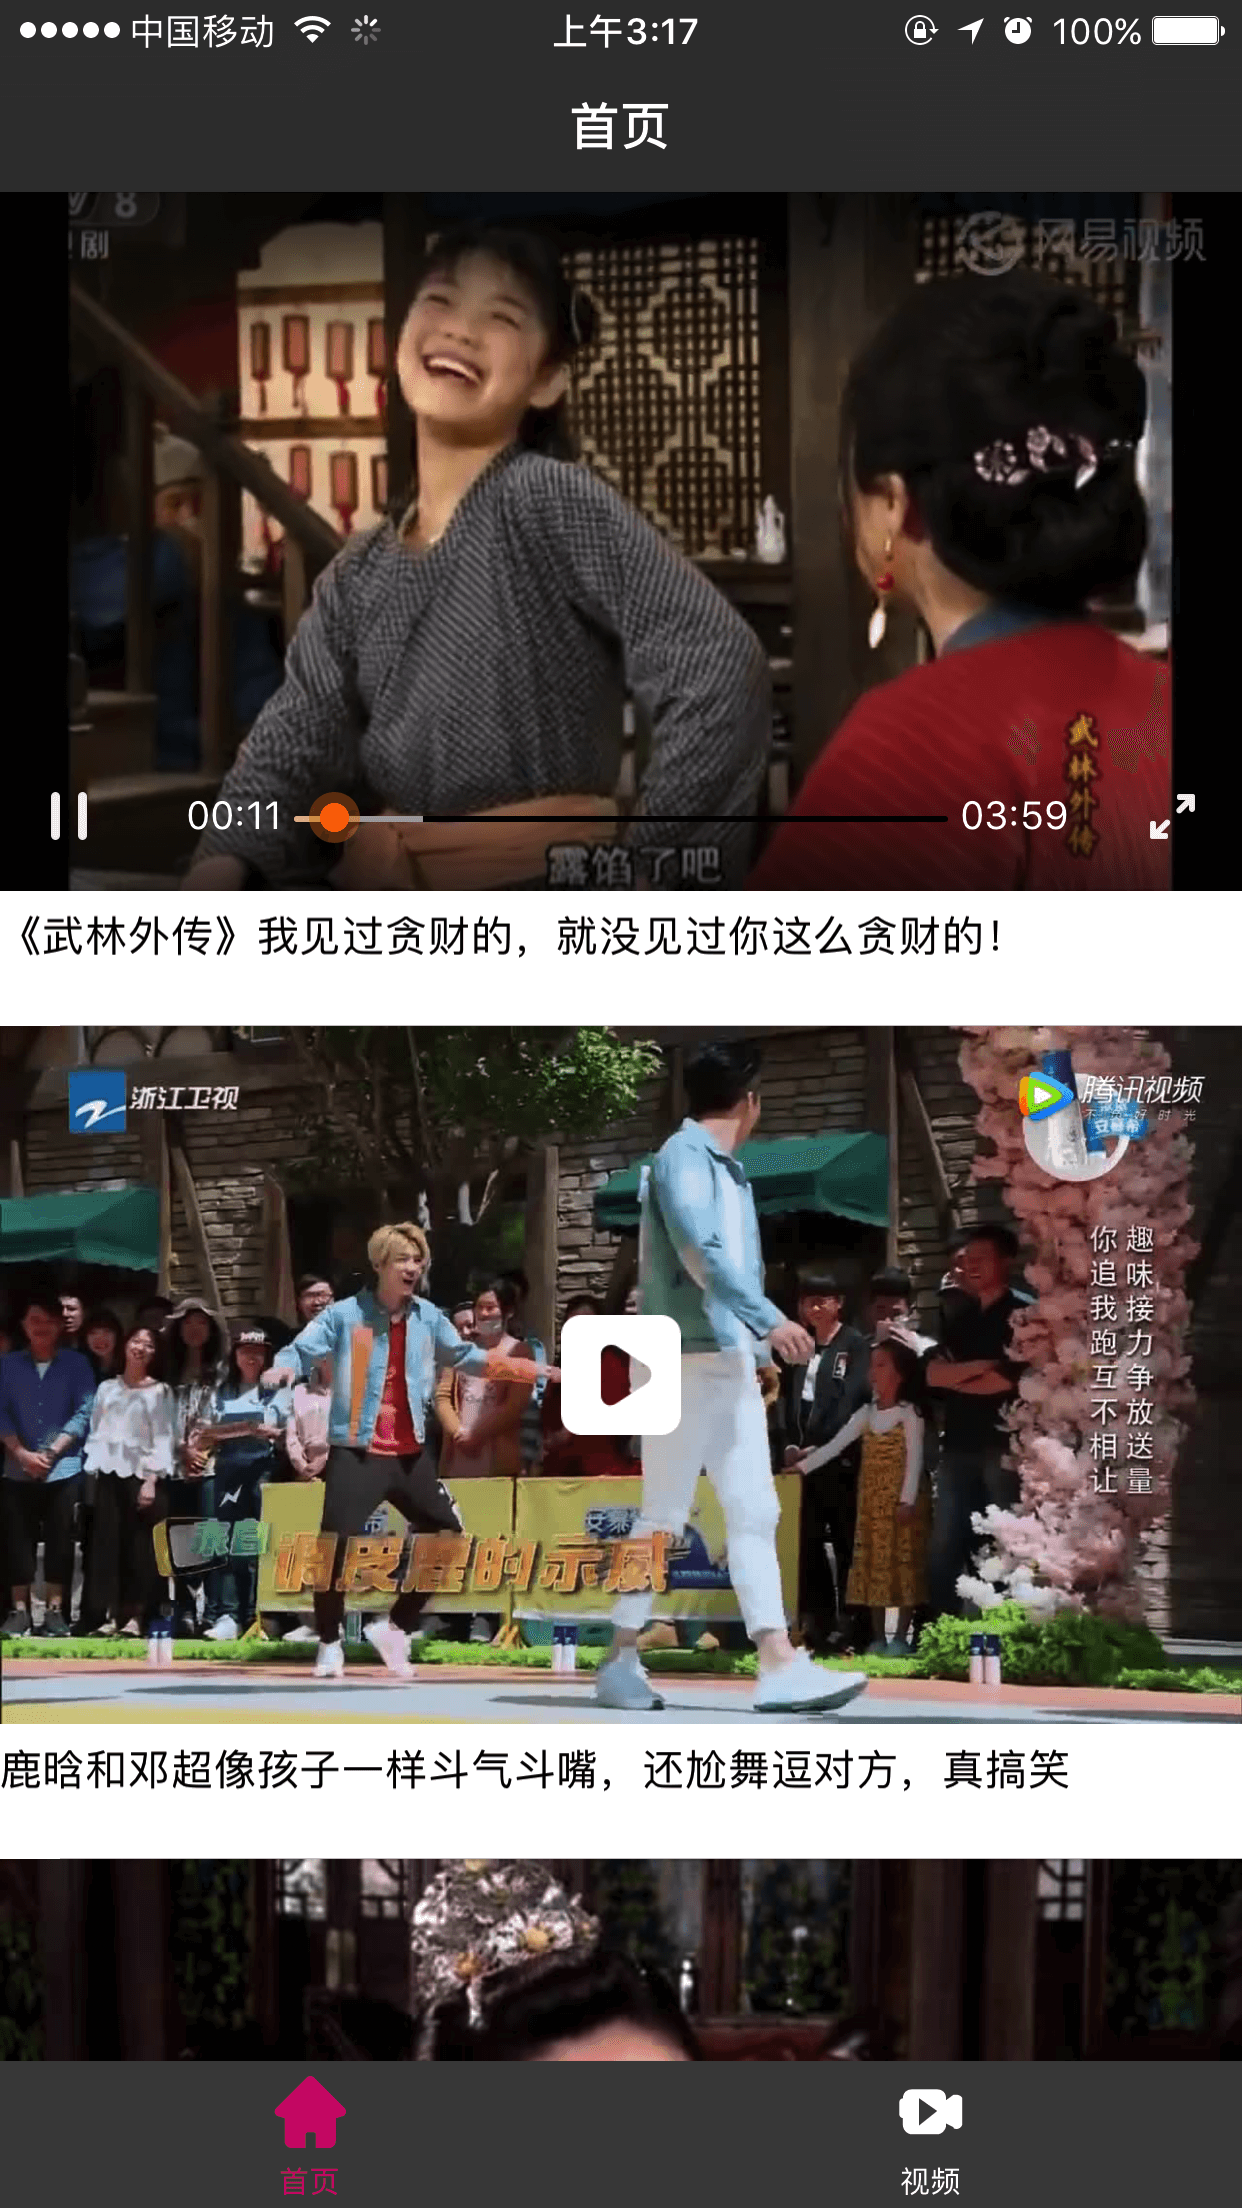 中国移动 上午3:17 100%
首页
8
剧
网易视频
武林外传
00:11 03:59
露馅了吧
《武林外传》我见过贪财的，就没见过你这么贪财的！
浙江卫视
腾讯视频
不负好时光
趣味接力争放送量
你追我跑互不相让
调皮鹿的示威
鹿晗和邓超像孩子一样斗气斗嘴，还尬舞逗对方，真搞笑
首页 视频